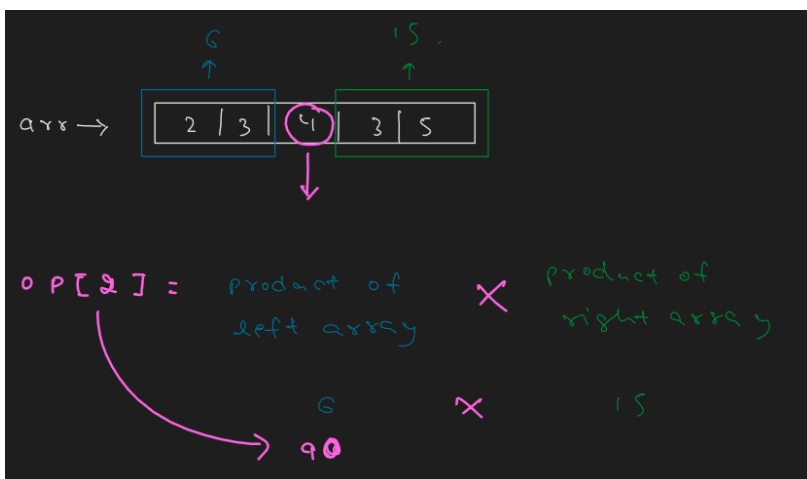 6 15.
arr → 2 | 3 | 4 | 3 | 5
OP[2] = product of left array × product of right array
6 × 15
90